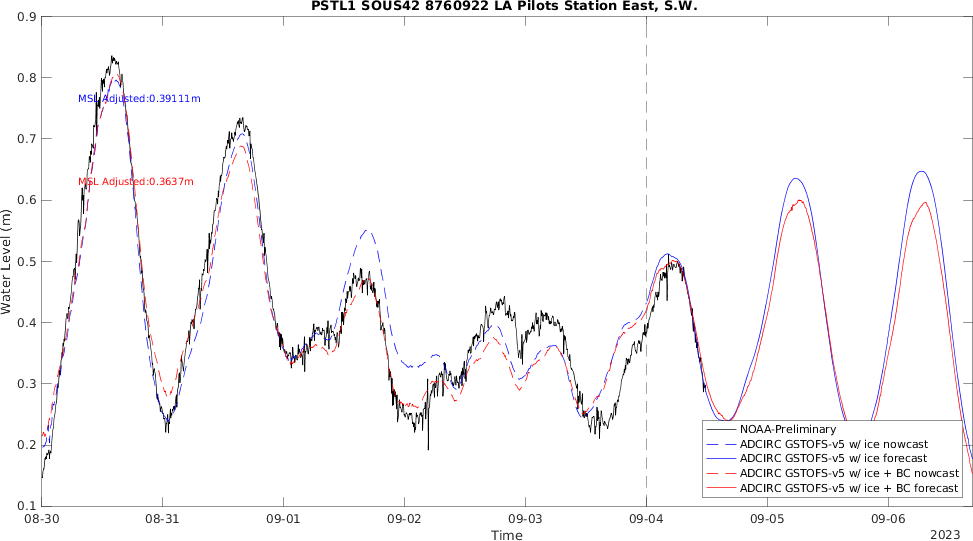 PSTL1 SOUS42 8760922 LA Pilots Station East, S.W.
0.9
0.8
0.7
0.6
0.5
0.4
0.3
0.2
0.1
Water Level (m)
MSL Adjusted:0.39111m
MSL Adjusted:0.3637m
NOAA-Preliminary
ADCIRC GSTOFS-v5 w/ ice nowcast
ADCIRC GSTOFS-v5 w/ ice forecast
ADCIRC GSTOFS-v5 w/ ice + BC nowcast
ADCIRC GSTOFS-v5 w/ ice + BC forecast
08-30 08-31 09-01 09-02 09-03 09-04 09-05 09-06
Time
2023